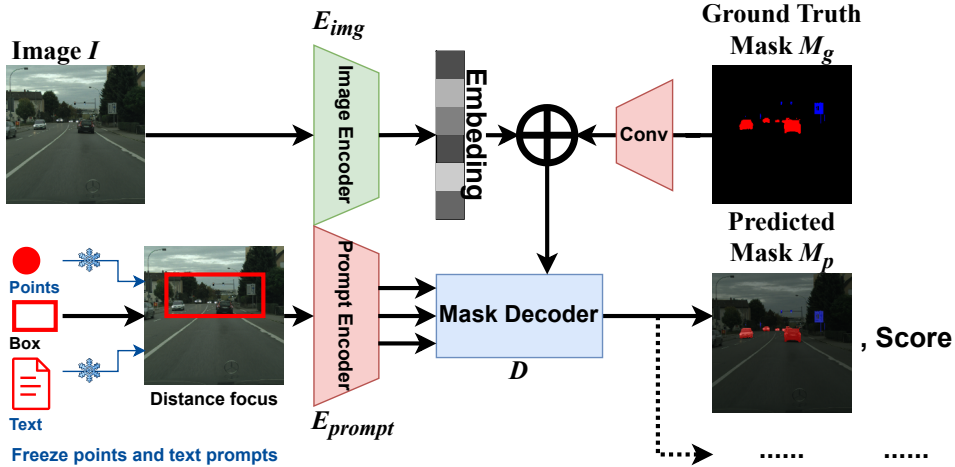 Image I
E_img
Image Encoder
Embeding
Conv
Ground Truth
Mask M_g
Points
Box
Text
Distance focus
Freeze points and text prompts
Prompt Encoder
E_prompt
Mask Decoder
D
Predicted
Mask M_p
, Score
...... ......